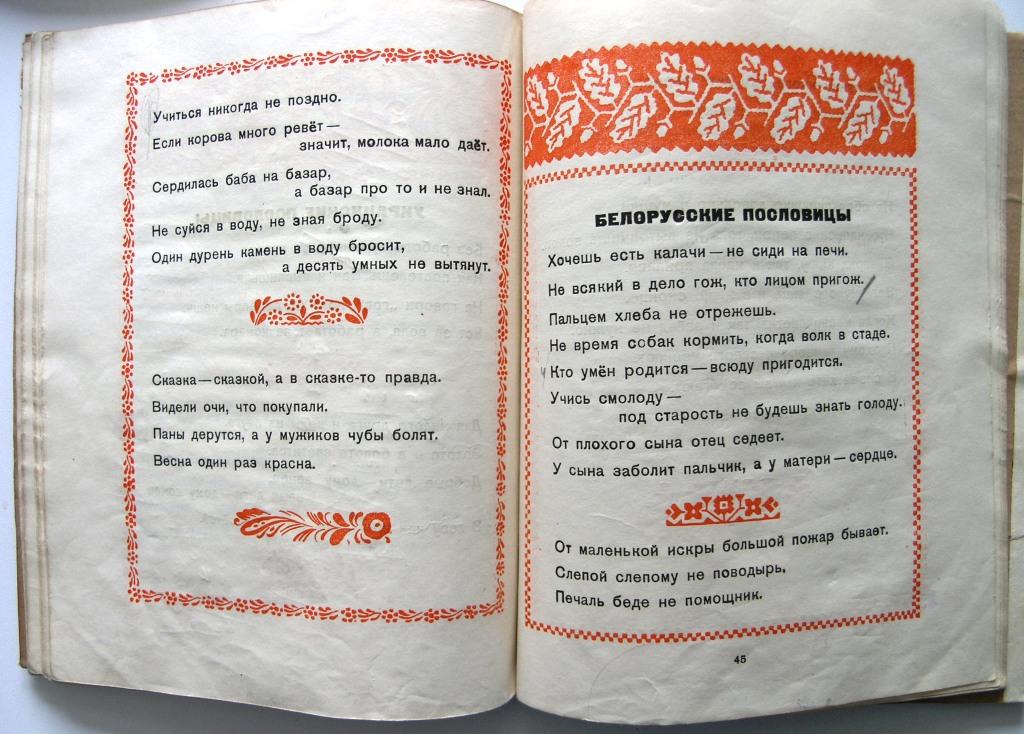 Учиться никогда не поздно.
Если корова много ревёт —
значит, молока мало даёт.
Сердилась баба на базар,
а базар про то и не знал.
Не суйся в воду, не зная броду.
Один дурень камень в воду бросит,
а десять умных не вытянут.
Сказка — сказкой, а в сказке-то правда.
Видели очи, что покупали.
Паны дерутся, а у мужиков чубы болят.
Весна один раз красна.
БЕЛОРУССКИЕ ПОСЛОВИЦЫ
Хочешь есть калачи — не сиди на печи.
Не всякий в дело гож, кто лицом пригож.
Пальцем хлеба не отрежешь.
Не время собак кормить, когда волк в стаде.
Кто умён родится — всюду пригодится.
Учись смолоду —
под старость не будешь знать голоду.
От плохого сына отец седеет.
У сына заболит пальчик, а у матери — сердце.
От маленькой искры большой пожар бывает.
Слепой слепому не поводырь.
Печаль беде не помощник.
45